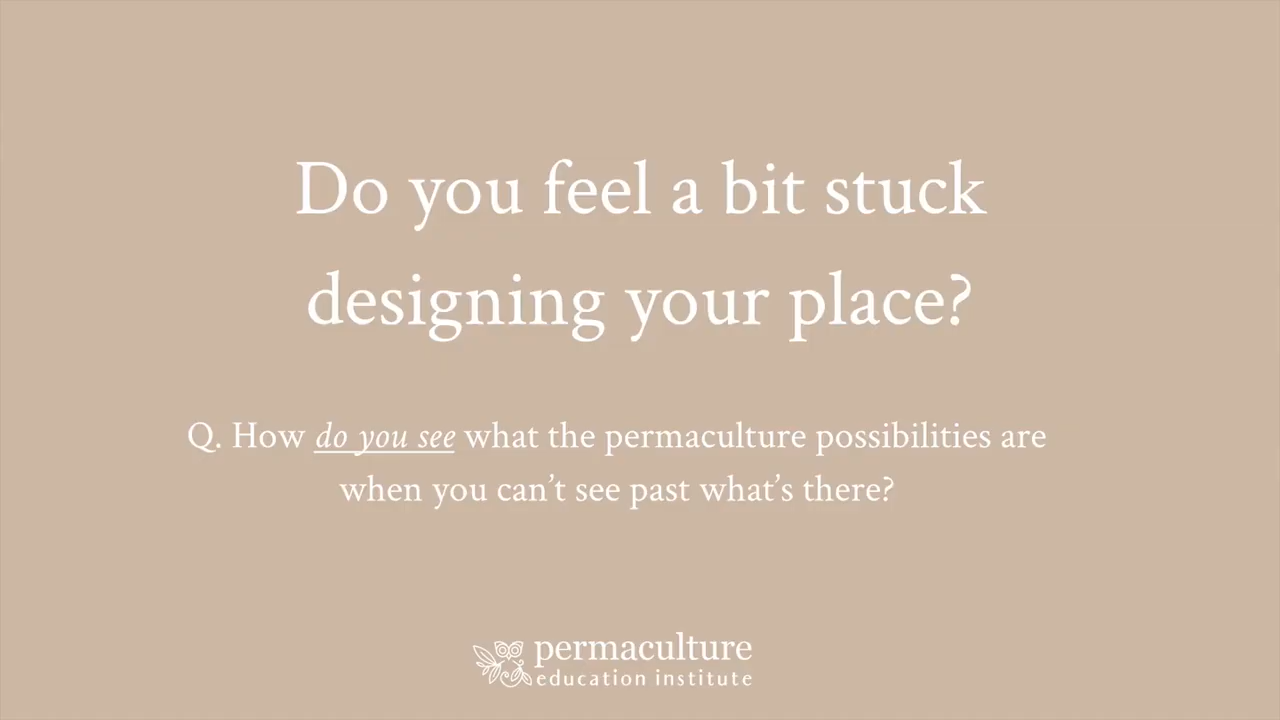 Do you feel a bit stuck
designing your place?
Q. How do you see what the permaculture possibilities are
when you can’t see past what’s there?
permaculture
education institute